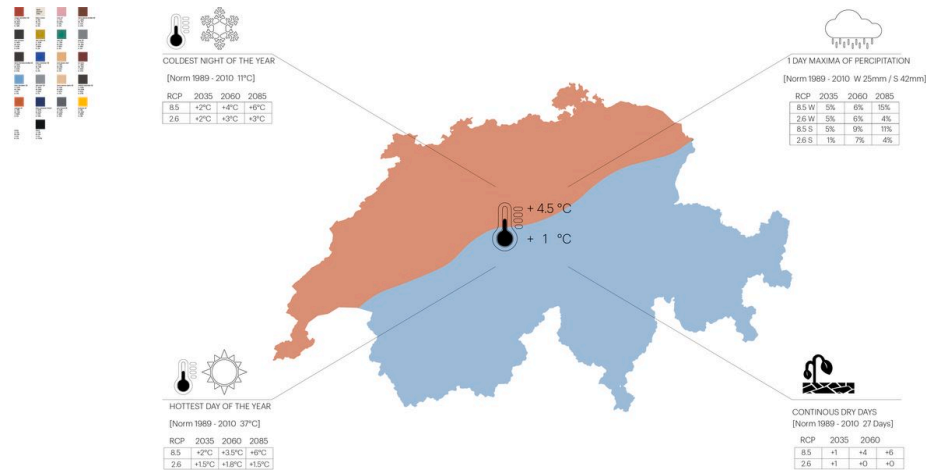 COLDEST NIGHT OF THE YEAR
[Norm 1989 - 2010 11°C]
RCP 2035 2060 2085
8.5 +2°C +4°C +6°C
2.6 +2°C +3°C +3°C
1 DAY MAXIMA OF PERCIPITATION
[Norm 1989 - 2010 W 25mm / S 42mm]
RCP 2035 2060 2085
8.5 W 5% 6% 15%
2.6 W 5% 6% 4%
8.5 S 5% 9% 11%
2.6 S 1% 7% 4%
+ 4.5 °C
+ 1 °C
HOTTEST DAY OF THE YEAR
[Norm 1989 - 2010 37°C]
RCP 2035 2060 2085
8.5 +2°C +3.5°C +6°C
2.6 +1.5°C +1.8°C +1.5°C
CONTINOUS DRY DAYS
[Norm 1989 - 2010 27 Days]
RCP 2035 2060
8.5 +1 +4 +6
2.6 +1 +0 +0